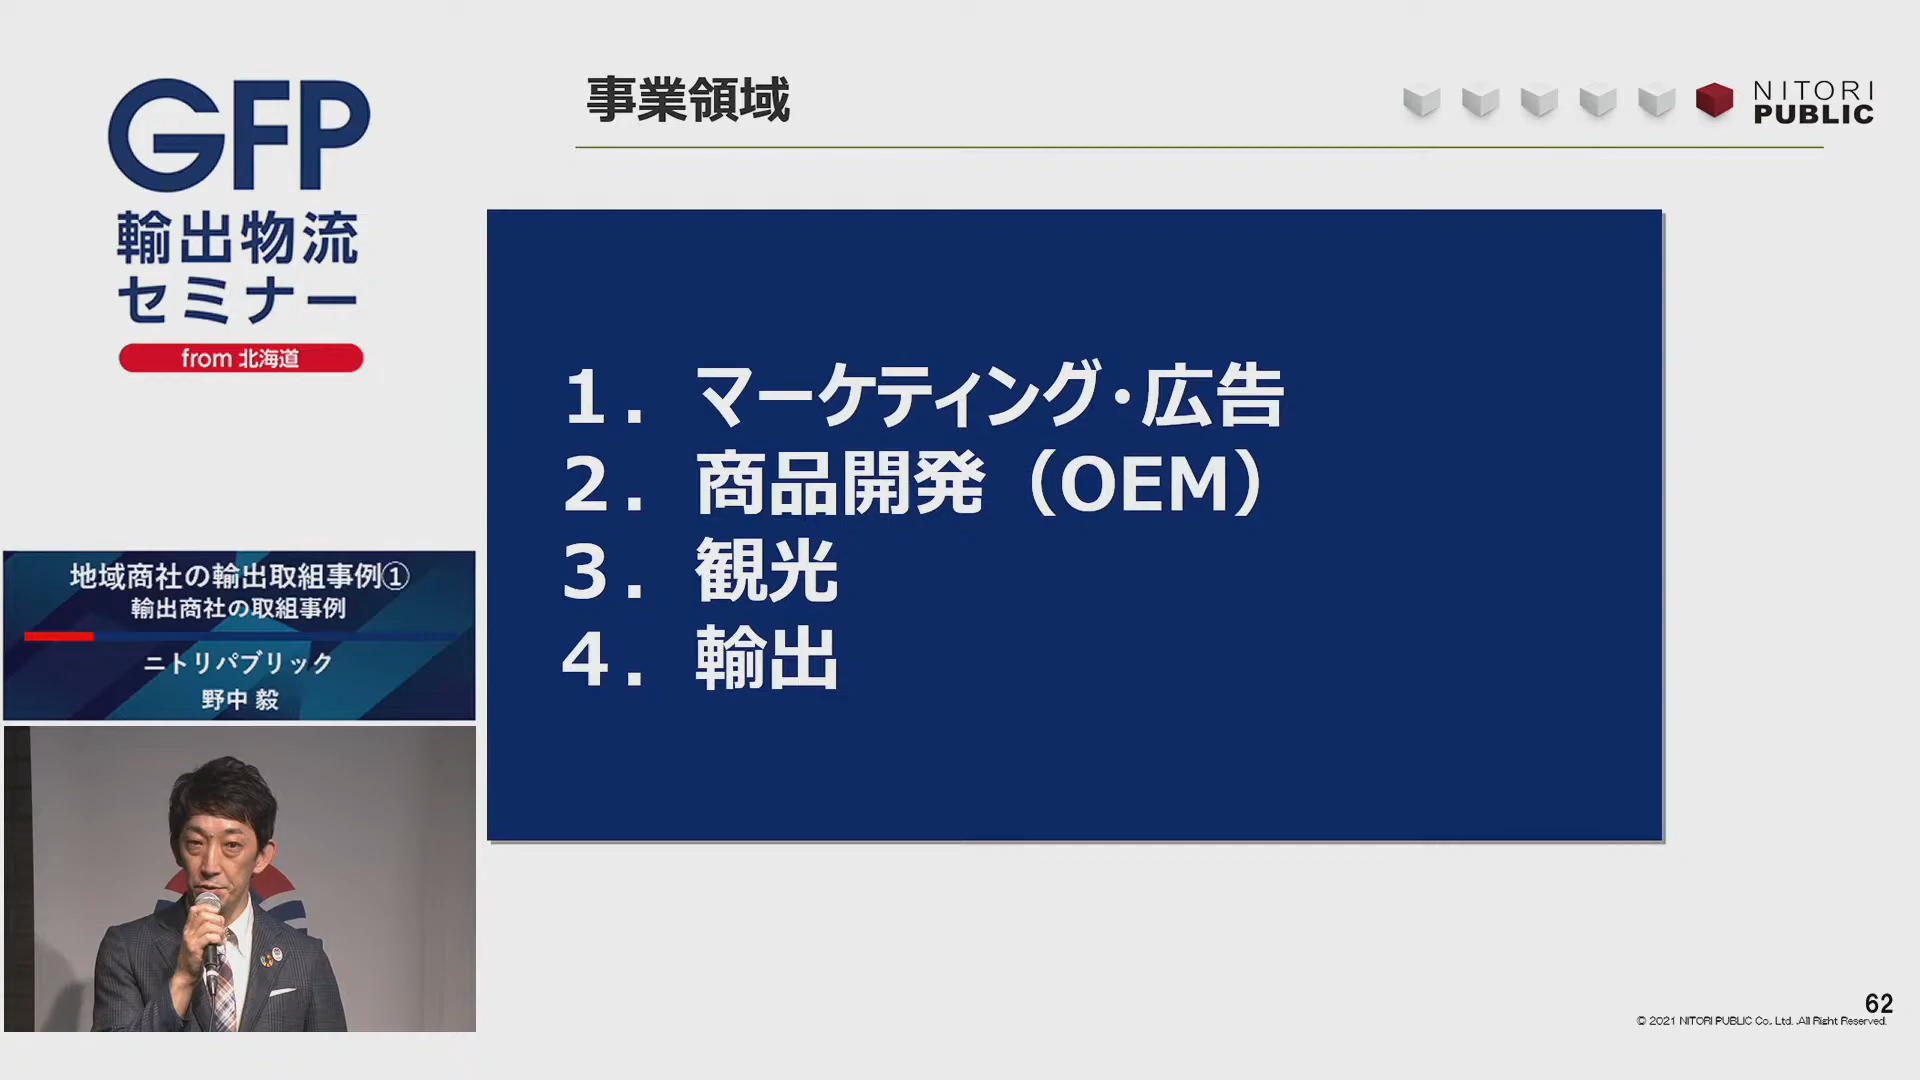 GFP
輸出物流
セミナー
from 北海道
地域商社の輸出取組事例①
輸出商社の取組事例
ニトリパブリック
野中 毅
事業領域
NITORI
PUBLIC
１．マーケティング・広告
２．商品開発（OEM）
３．観光
４．輸出
62
© 2021 NITORI PUBLIC Co., Ltd. All Right Reserved.